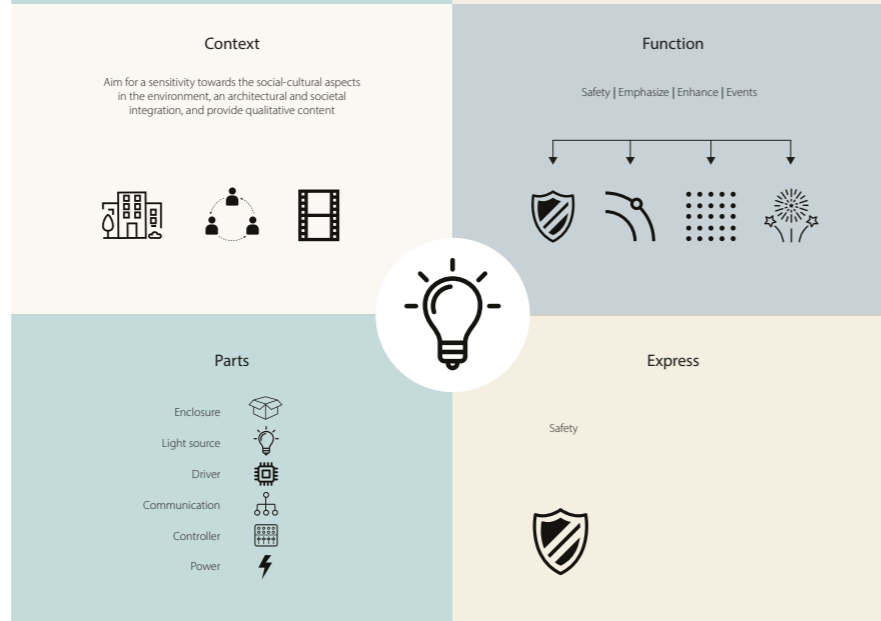 Context
Aim for a sensitivity towards the social-cultural aspects
in the environment, an architectural and societal
integration, and provide qualitative content
Function
Safety | Emphasize | Enhance | Events
Parts
Enclosure
Light source
Driver
Communication
Controller
Power
Express
Safety